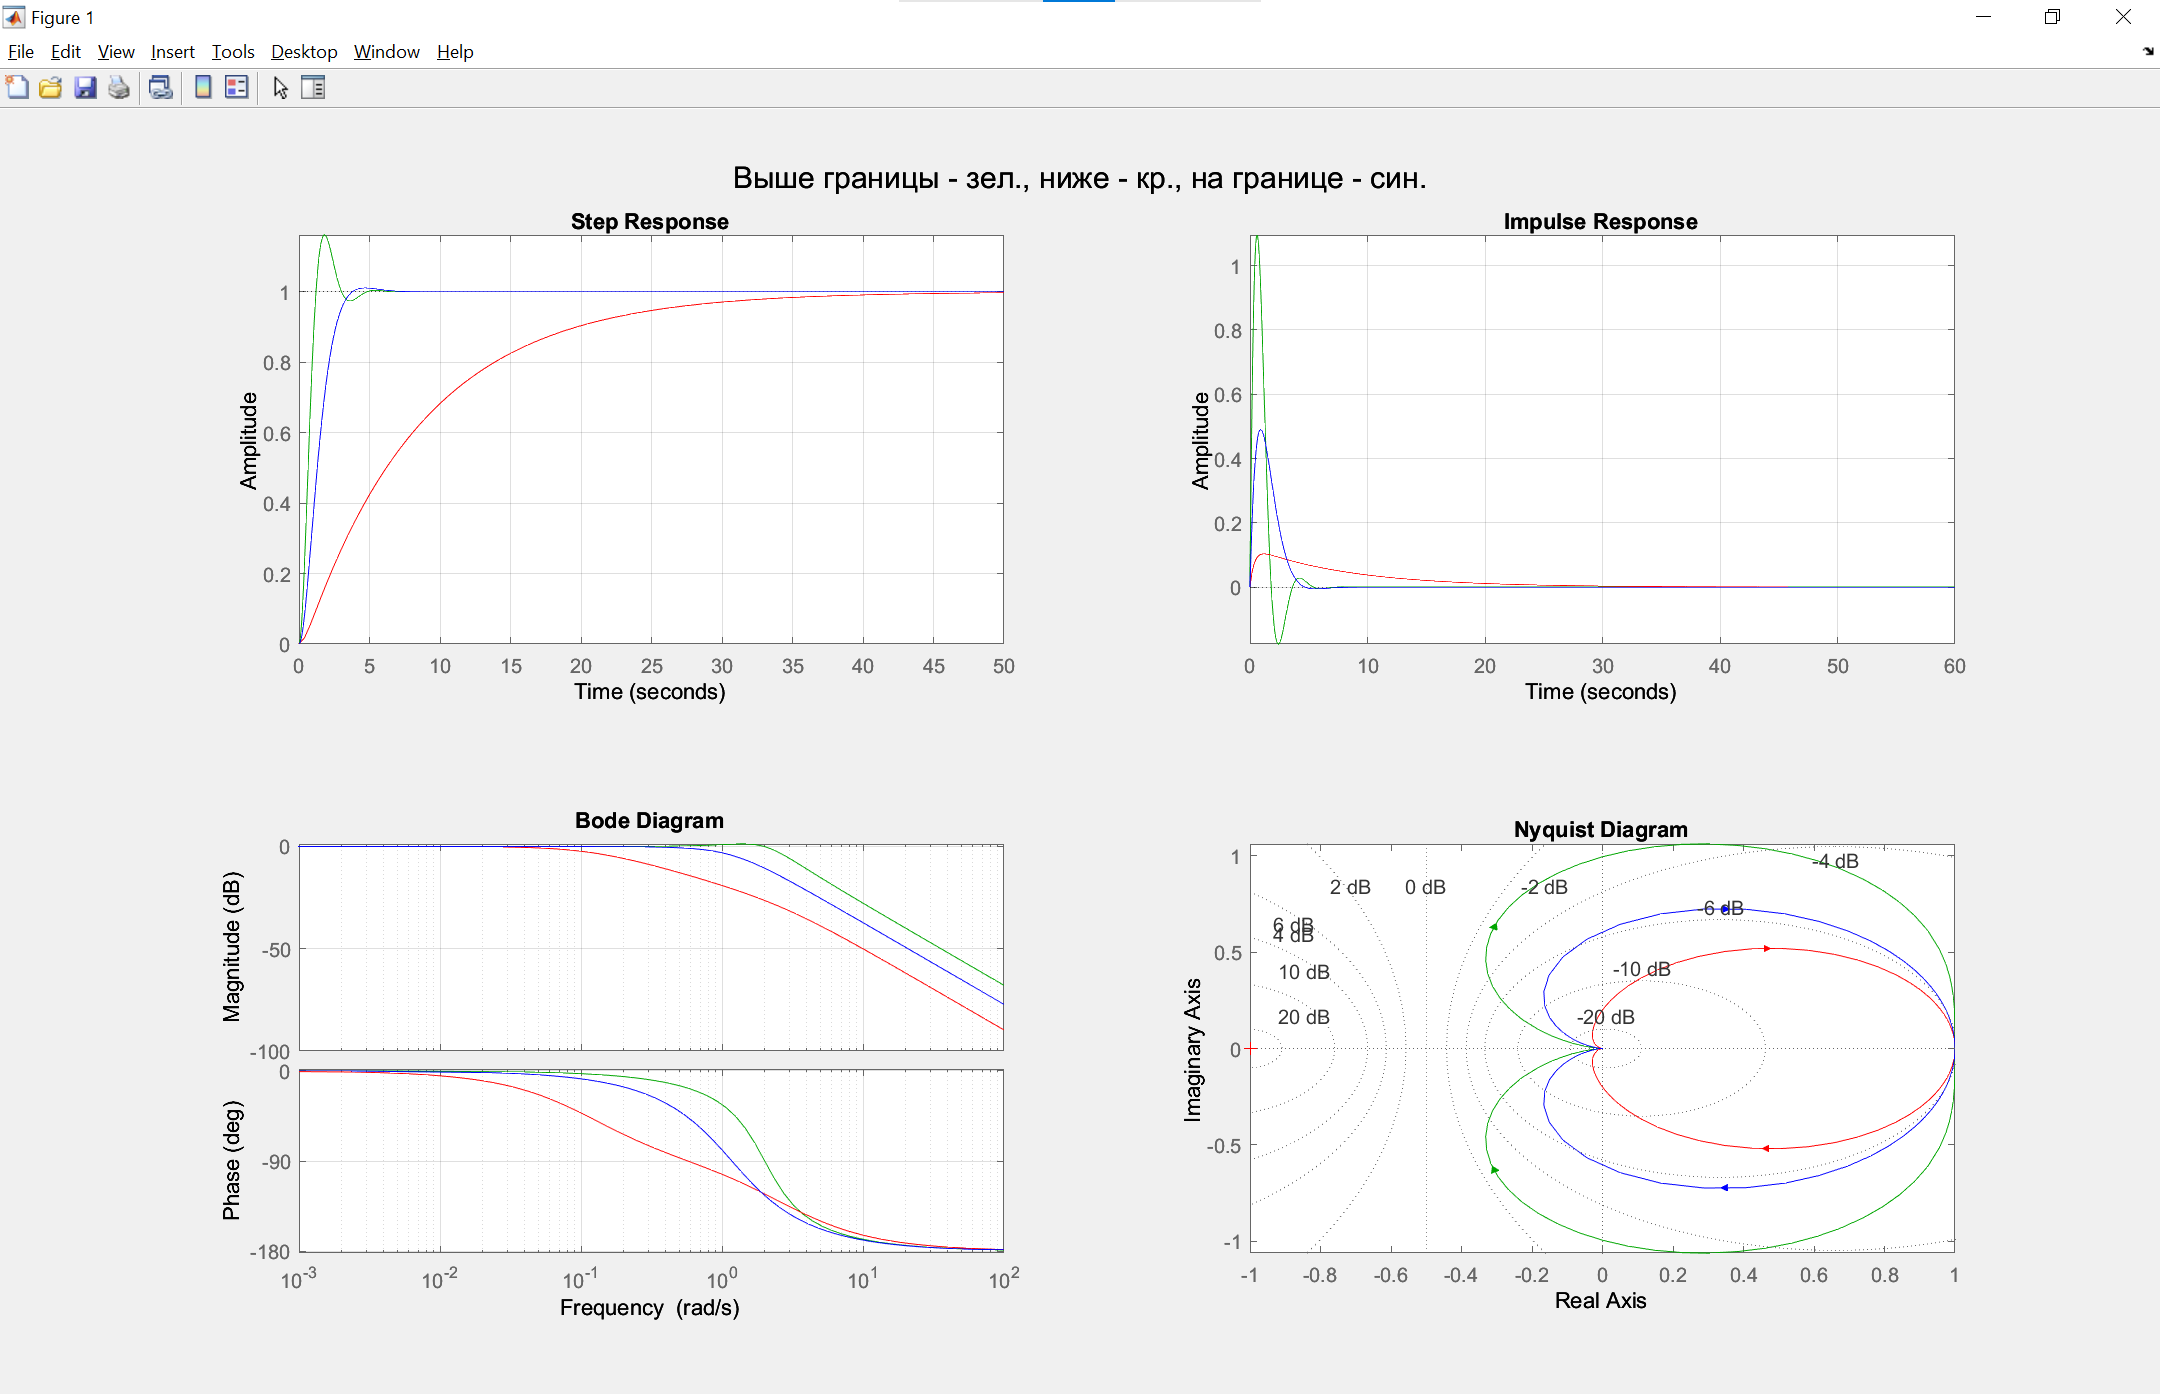 Figure 1
File Edit View Insert Tools Desktop Window Help
Выше границы - зел., ниже - кр., на границе - син.
Step Response
Amplitude
1
0.8
0.6
0.4
0.2
0
0 5 10 15 20 25 30 35 40 45 50
Time (seconds)
Impulse Response
Amplitude
1
0.8
0.6
0.4
0.2
0
0 10 20 30 40 50 60
Time (seconds)
Bode Diagram
Magnitude (dB)
0
-50
-100
Phase (deg)
0
-90
-180
10^-3 10^-2 10^-1 10^0 10^1 10^2
Frequency (rad/s)
Nyquist Diagram
Imaginary Axis
1
0.5
0
-0.5
-1
2 dB 0 dB -2 dB -4 dB
6 dB -6 dB
4 dB
10 dB -10 dB
20 dB -20 dB
-1 -0.8 -0.6 -0.4 -0.2 0 0.2 0.4 0.6 0.8 1
Real Axis